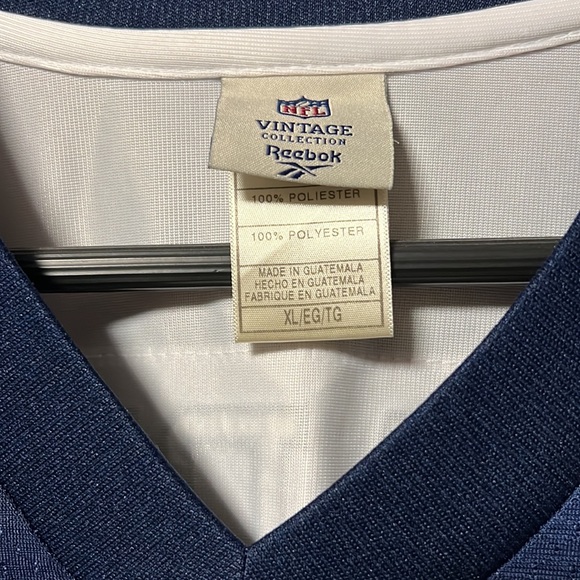 NFL
VINTAGE
COLLECTION
Reebok
100% POLIESTER
100% POLYESTER
MADE IN GUATEMALA
HECHO EN GUATEMALA
FABRIQUE EN GUATEMALA
XL/EG/TG